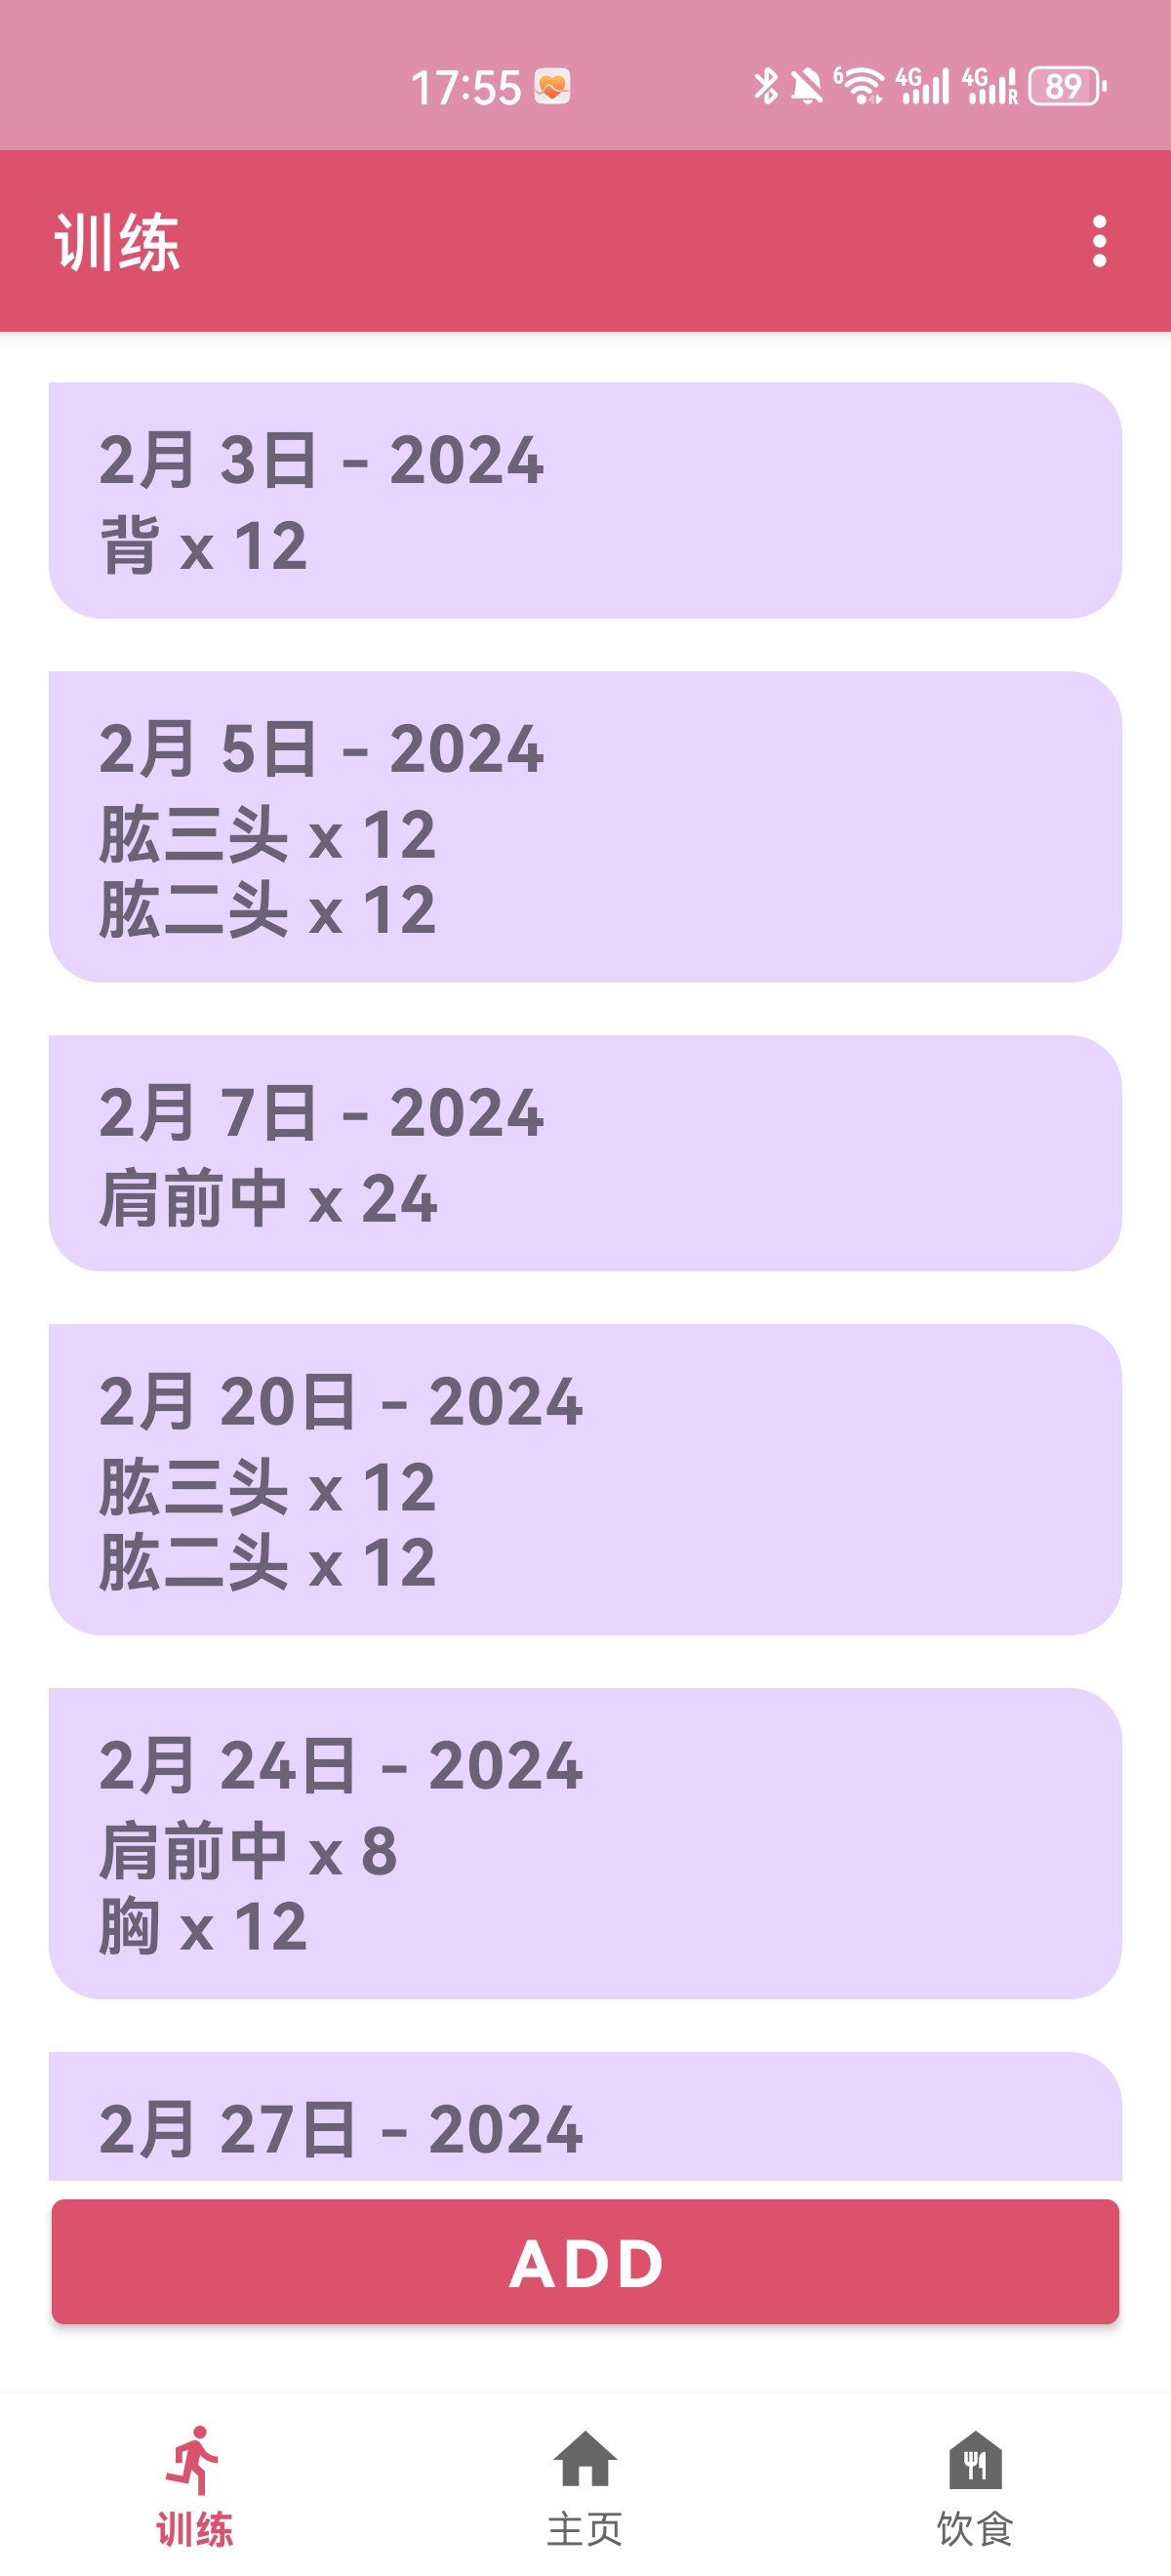 17:55
6 4G 4G R 89
训练
2月 3日 - 2024
背 x 12
2月 5日 - 2024
肱三头 x 12
肱二头 x 12
2月 7日 - 2024
肩前中 x 24
2月 20日 - 2024
肱三头 x 12
肱二头 x 12
2月 24日 - 2024
肩前中 x 8
胸 x 12
2月 27日 - 2024
ADD
训练 主页 饮食